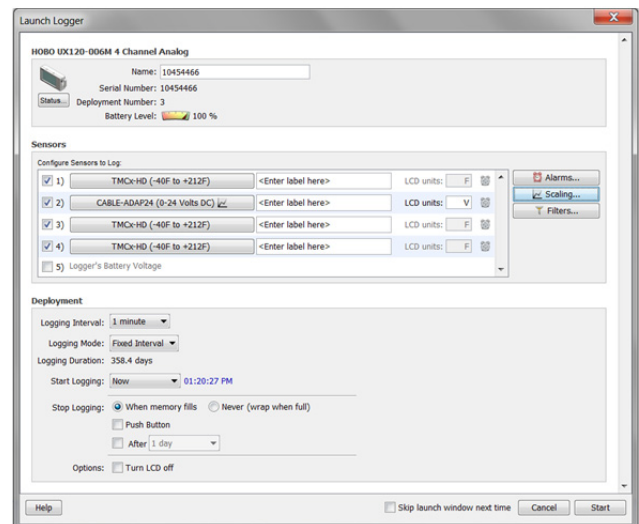 Launch Logger
HOBO UX120-006M 4 Channel Analog
Name: 10454466
Serial Number: 10454466
Status... Deployment Number: 3
Battery Level: 100 %
Sensors
Configure Sensors to Log:
1) TMCx-HD (-40F to +212F) <Enter label here> LCD units: F Alarms...
2) CABLE-ADAP24 (0-24 Volts DC) <Enter label here> LCD units: V Scaling...
3) TMCx-HD (-40F to +212F) <Enter label here> LCD units: F Filters...
4) TMCx-HD (-40F to +212F) <Enter label here> LCD units: F
5) Logger's Battery Voltage
Deployment
Logging Interval: 1 minute
Logging Mode: Fixed Interval
Logging Duration: 358.4 days
Start Logging: Now 01:20:27 PM
Stop Logging: When memory fills Never (wrap when full)
Push Button
After 1 day
Options: Turn LCD off
Help Skip launch window next time Cancel Start